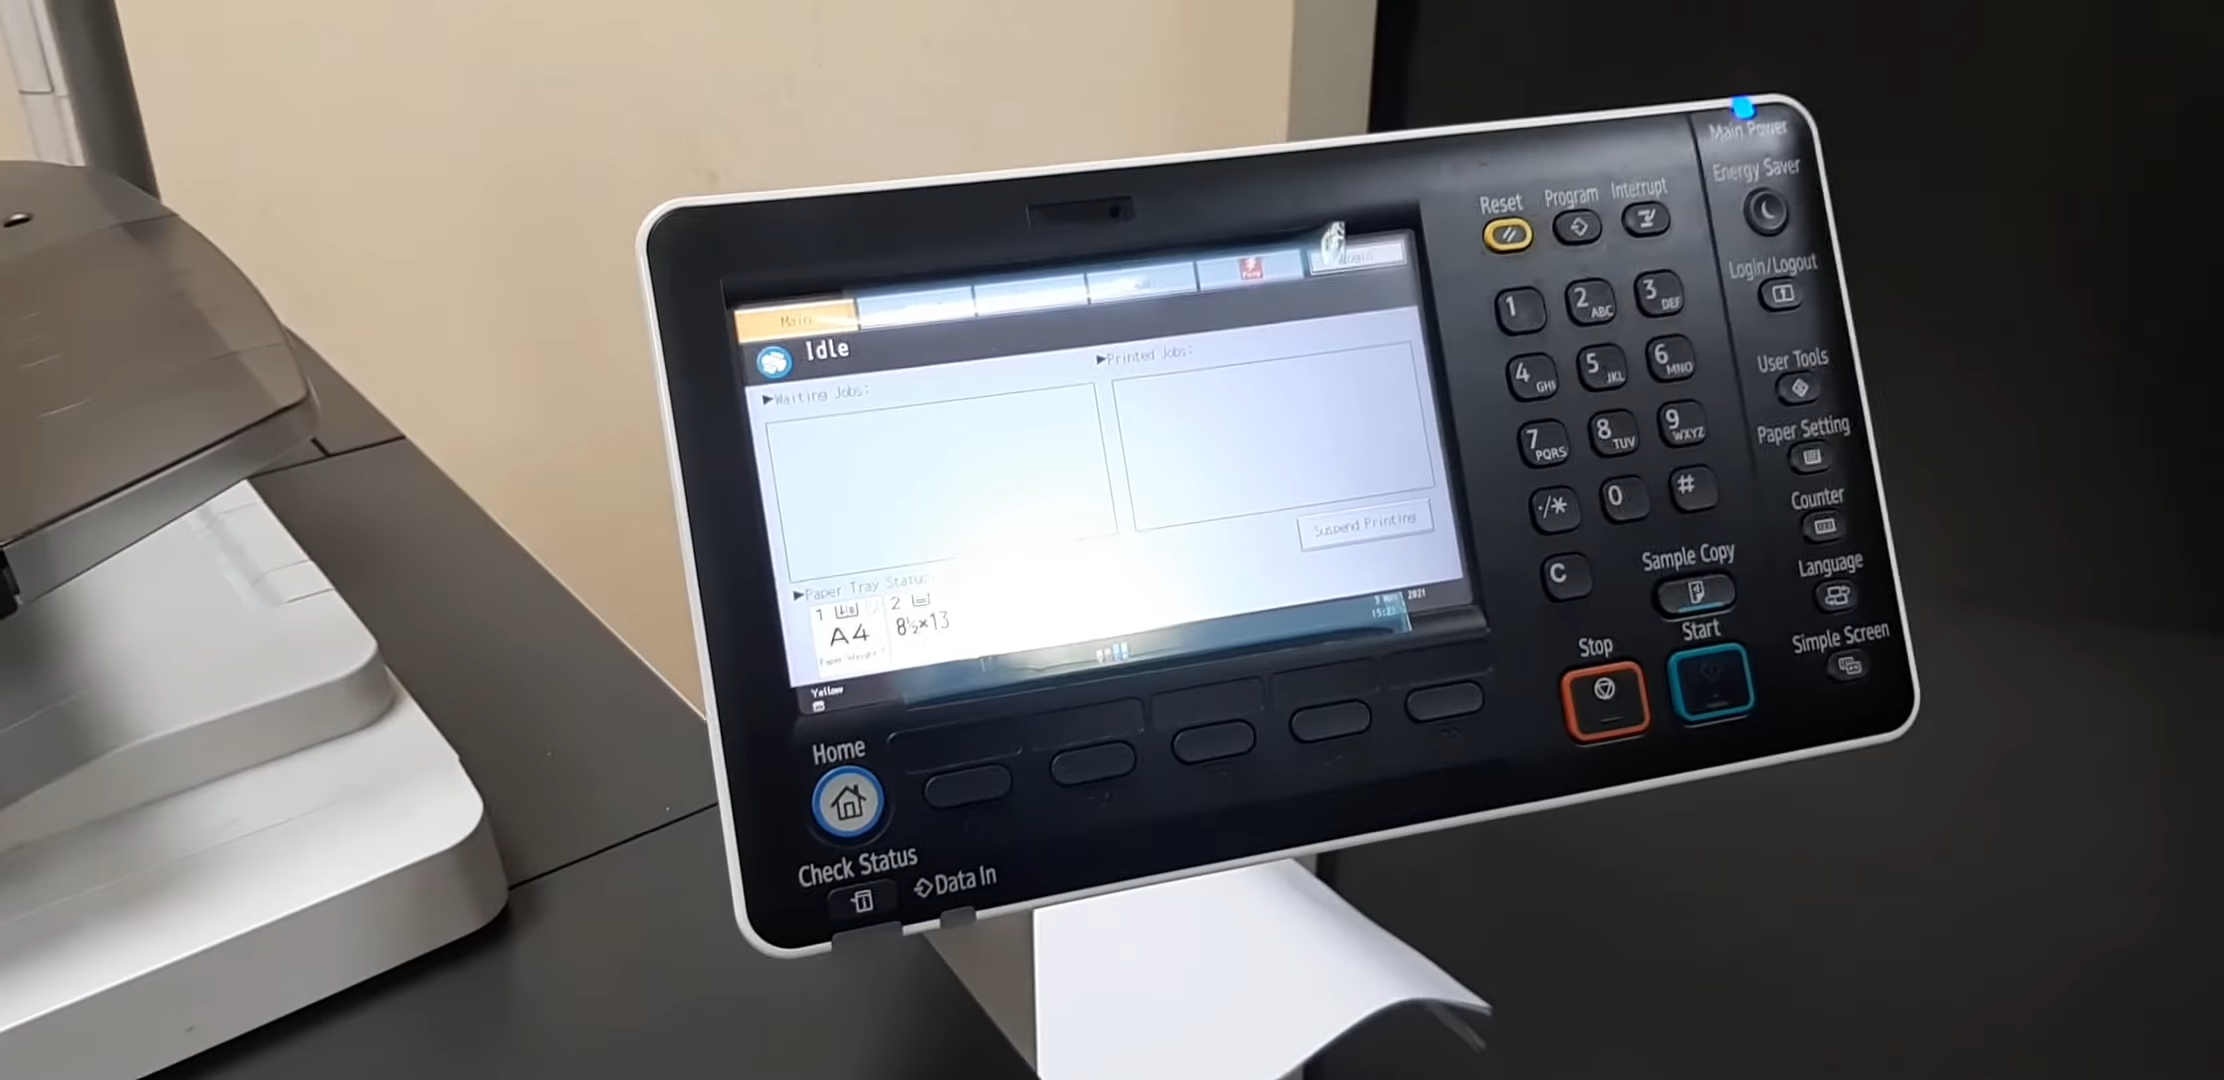 Main Power
Energy Saver
Reset Program Interrupt
Login/Logout
Main
Idle
▶Printed Jobs:
▶Waiting Jobs:
Suspend Printing
▶Paper Tray Status
1 2
A4 8½×13
Paper Weight
2021
Yellow
1 2 ABC 3 DEF
4 GHI 5 JKL 6 MNO
7 PQRS 8 TUV 9 WXYZ
./* 0 #
C
User Tools
Paper Setting
Counter
Sample Copy
Language
Stop Start
Simple Screen
Home
Check Status
Data In